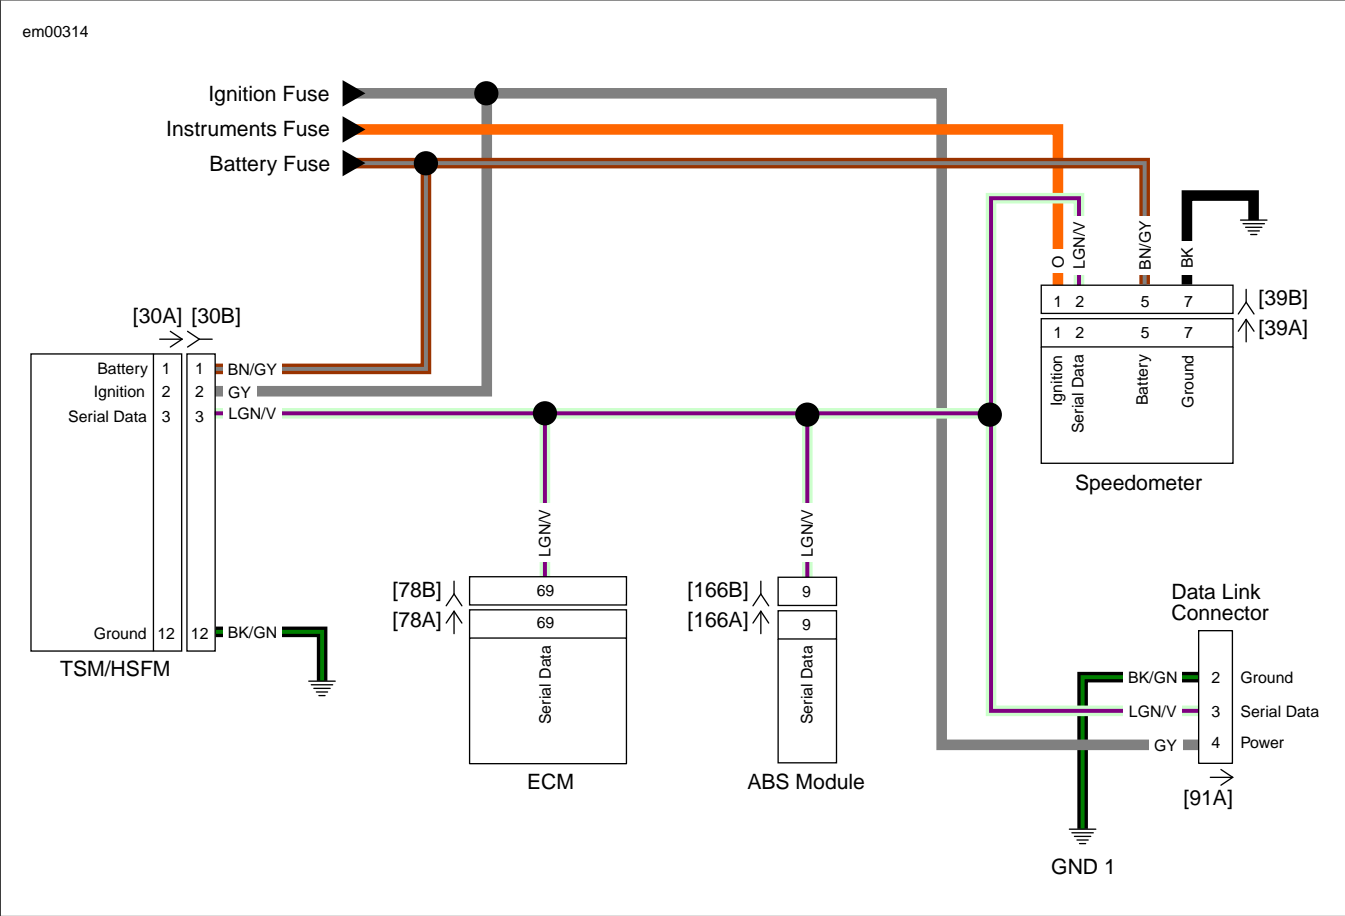 em00314
Ignition Fuse
Instruments Fuse
Battery Fuse
O
LGN/V
BN/GY
BK
1 2 5 7
[39B]
1 2 5 7
[39A]
Ignition
Serial Data
Battery
Ground
Speedometer
[30A] [30B]
Battery 1 1 BN/GY
Ignition 2 2 GY
Serial Data 3 3 LGN/V
Ground 12 12 BK/GN
TSM/HSFM
LGN/V
[78B] 69
[78A] 69
Serial Data
ECM
LGN/V
[166B] 9
[166A] 9
Serial Data
ABS Module
Data Link
Connector
BK/GN 2 Ground
LGN/V 3 Serial Data
GY 4 Power
[91A]
GND 1